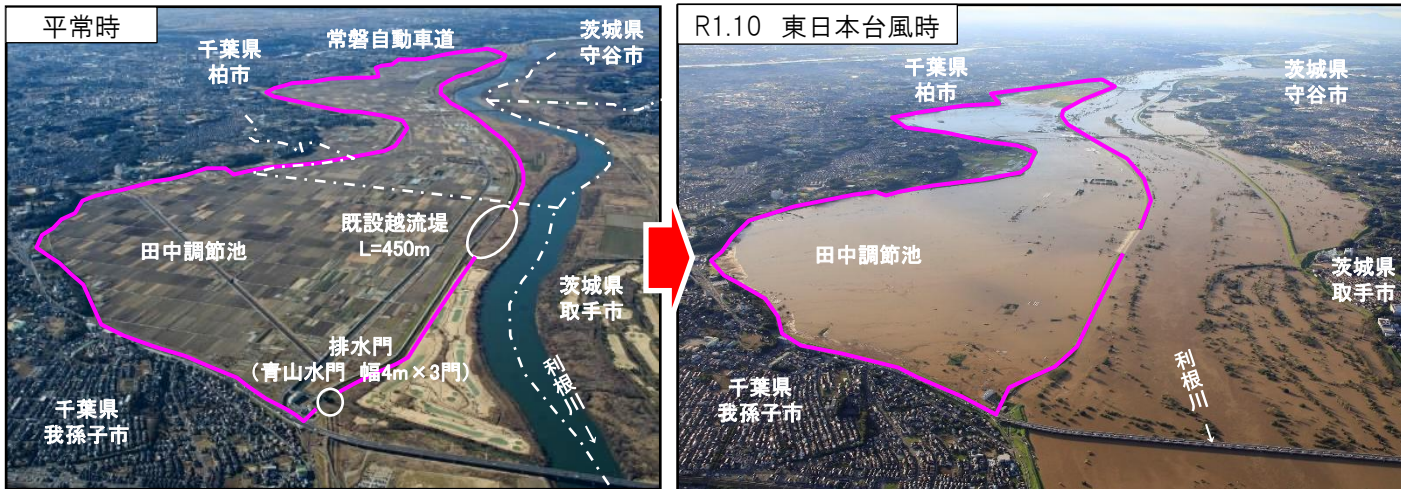 平常時
常磐自動車道
千葉県
柏市
茨城県
守谷市
既設越流堤
L=450m
田中調節池
茨城県
取手市
排水門
(青山水門 幅4m×3門)
千葉県
我孫子市
利根川
R1.10 東日本台風時
千葉県
柏市
茨城県
守谷市
田中調節池
茨城県
取手市
千葉県
我孫子市
利根川